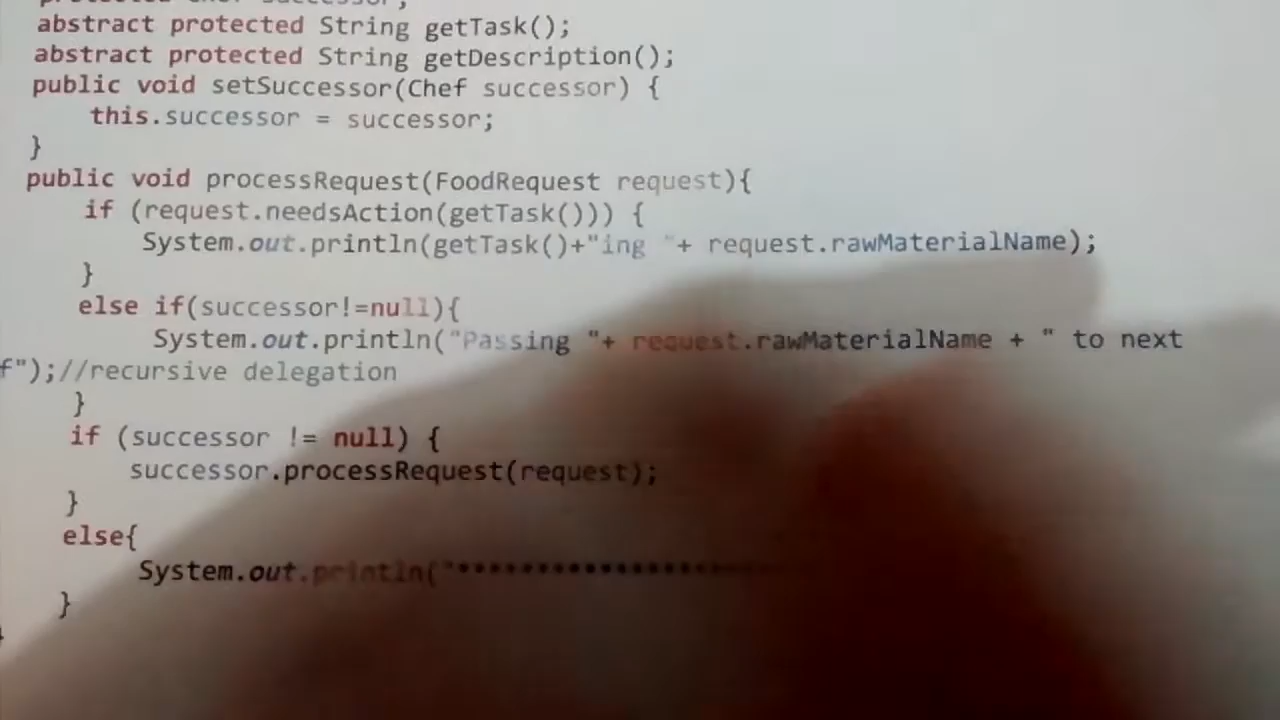 abstract protected String getTask();
abstract protected String getDescription();
public void setSuccessor(Chef successor) {
this.successor = successor;
}
public void processRequest(FoodRequest request){
if (request.needsAction(getTask())) {
System.out.println(getTask()+"ing "+ request.rawMaterialName);
}
else if(successor!=null){
System.out.println("Passing "+ request.rawMaterialName + " to next
f");//recursive delegation
}
if (successor != null) {
successor.processRequest(request);
}
else{
System.out.println("
}
}